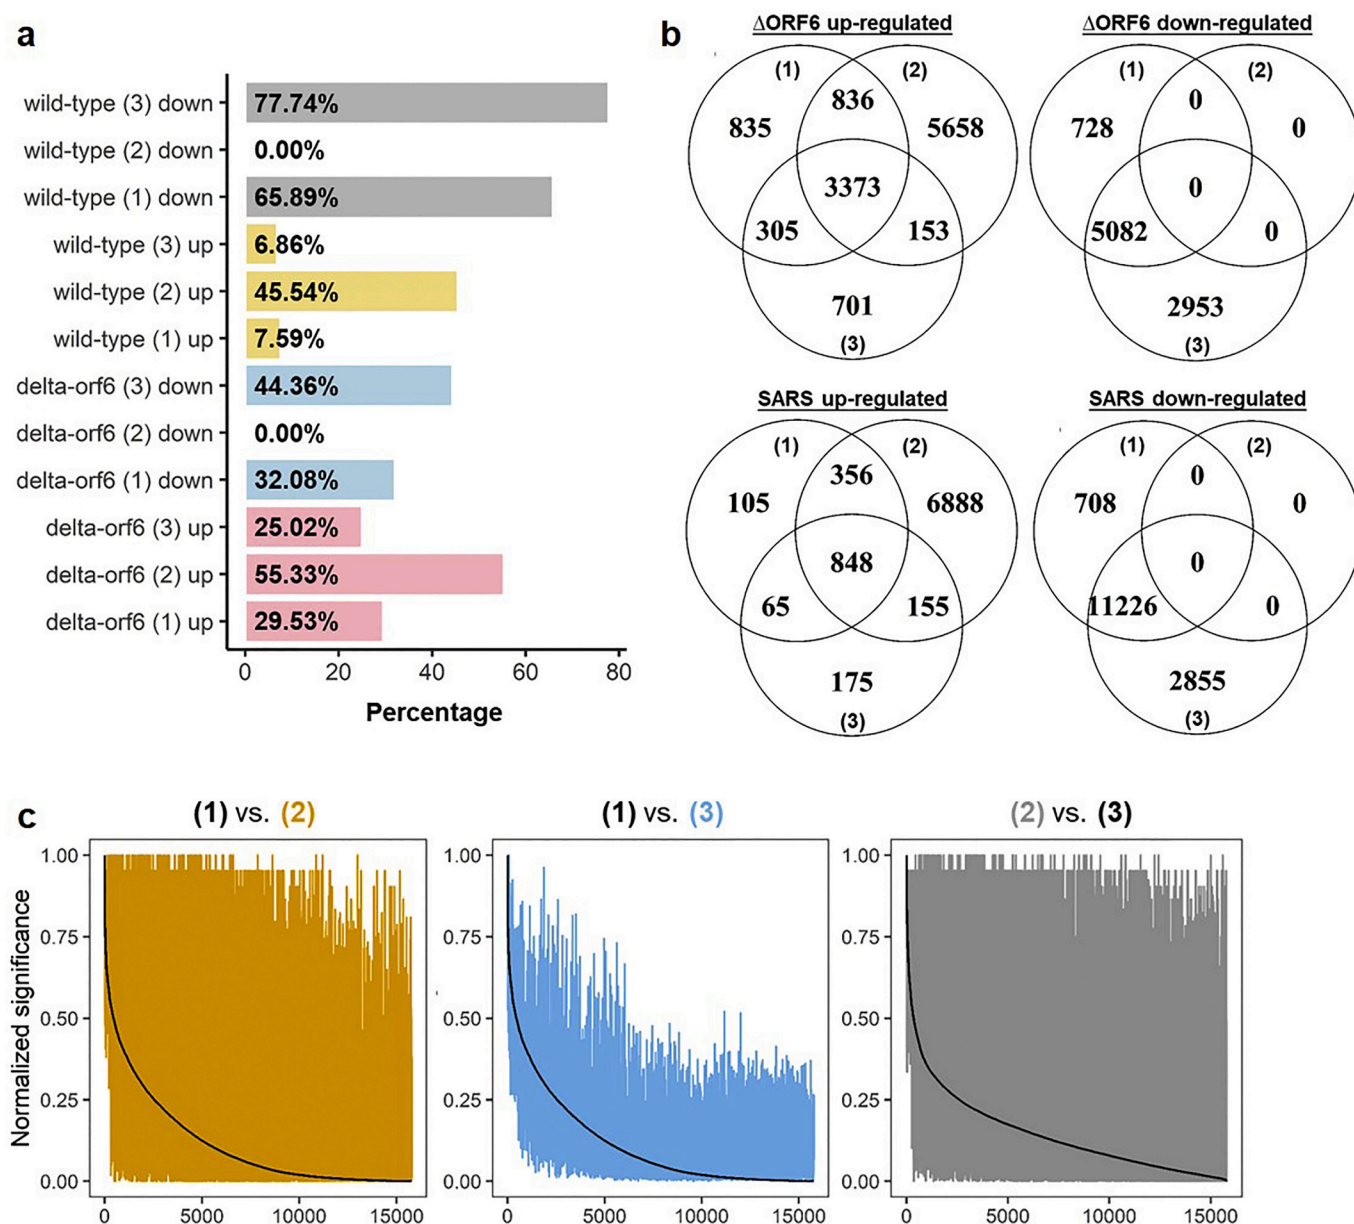 a
wild-type (3) down 77.74%
wild-type (2) down 0.00%
wild-type (1) down 65.89%
wild-type (3) up 6.86%
wild-type (2) up 45.54%
wild-type (1) up 7.59%
delta-orf6 (3) down 44.36%
delta-orf6 (2) down 0.00%
delta-orf6 (1) down 32.08%
delta-orf6 (3) up 25.02%
delta-orf6 (2) up 55.33%
delta-orf6 (1) up 29.53%
0 20 40 60 80
Percentage
b
ΔORF6 up-regulated
(1) (2)
836
835 5658
3373
305 153
701
(3)
ΔORF6 down-regulated
(1) (2)
0
728 0
0
5082 0
2953
(3)
SARS up-regulated
(1) (2)
356
105 6888
848
65 155
175
(3)
SARS down-regulated
(1) (2)
0
708 0
0
11226 0
2855
(3)
c
Normalized significance
(1) vs. (2)
1.00
0.75
0.50
0.25
0.00
0 5000 10000 15000
(1) vs. (3)
1.00
0.75
0.50
0.25
0.00
0 5000 10000 15000
(2) vs. (3)
1.00
0.75
0.50
0.25
0.00
0 5000 10000 15000